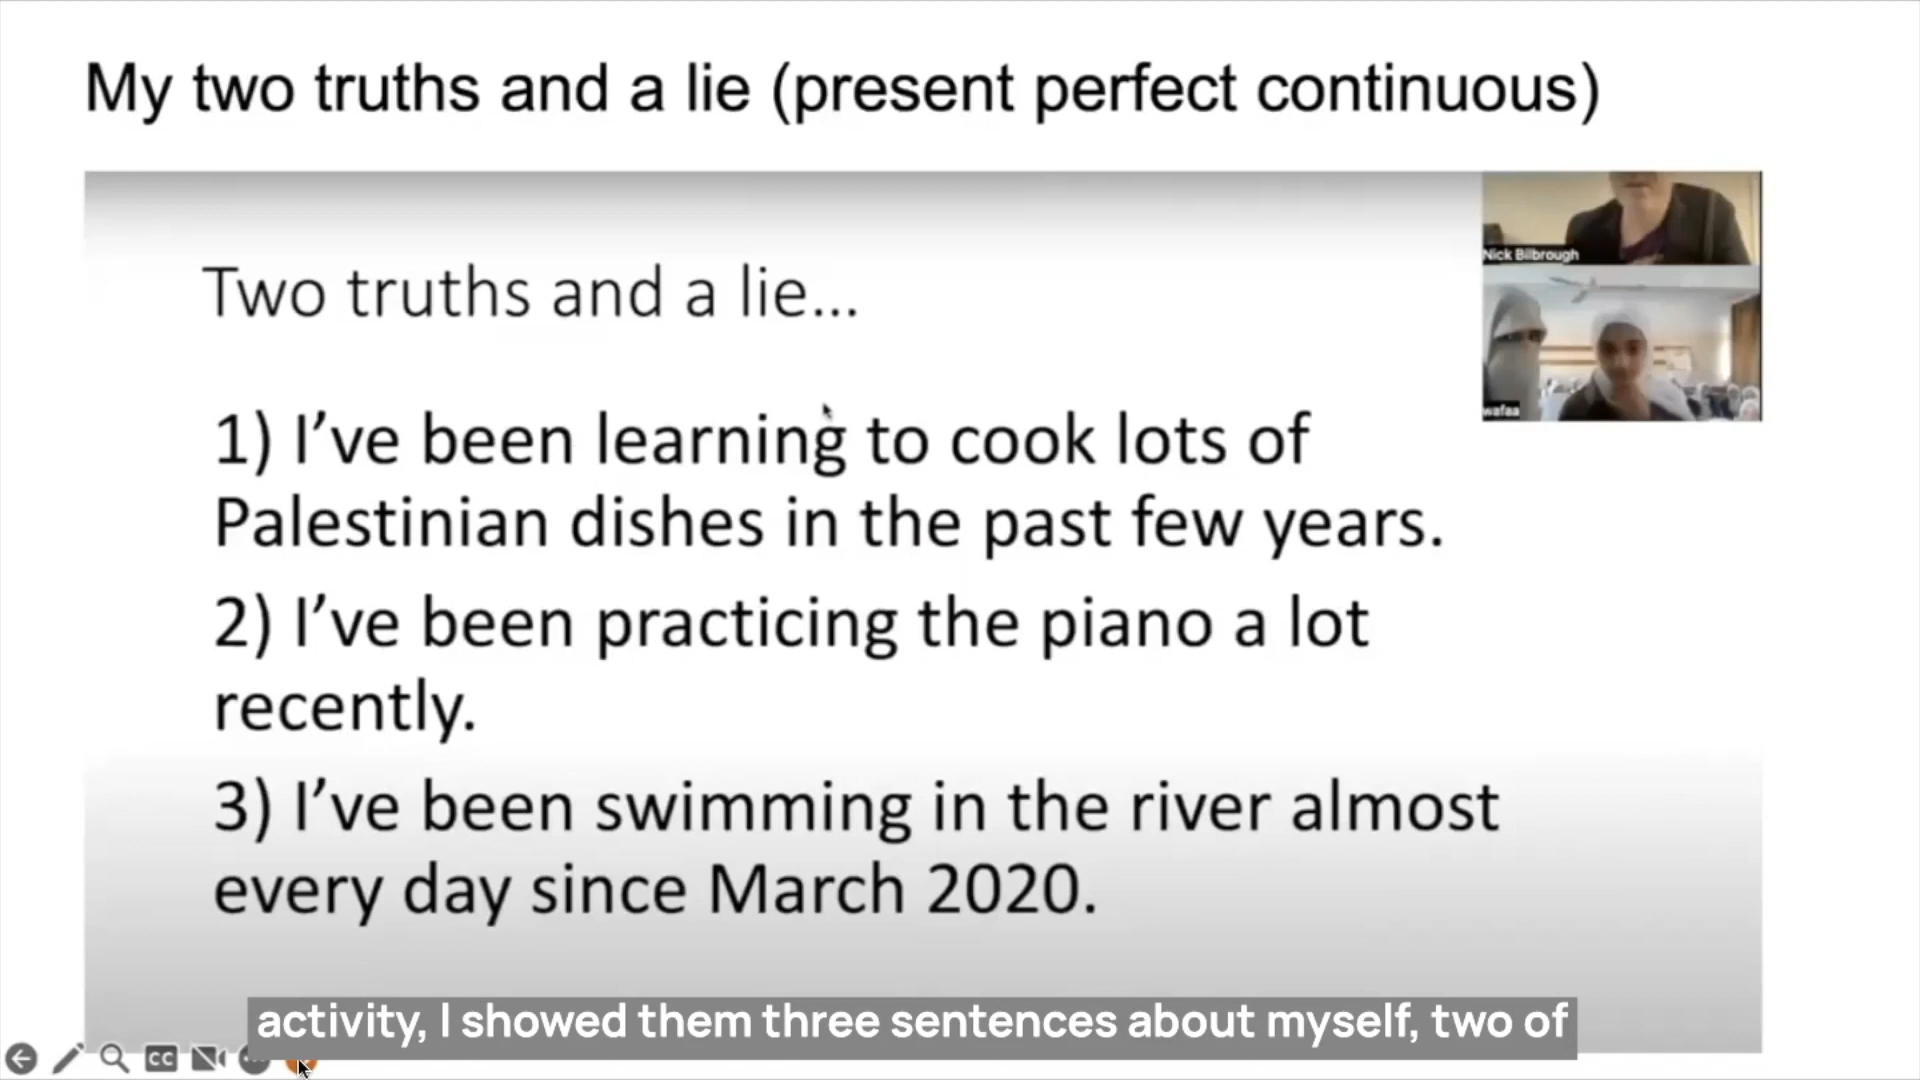 My two truths and a lie (present perfect continuous)
Nick Bilbrough
wafaa
Two truths and a lie...
1) I've been learning to cook lots of
Palestinian dishes in the past few years.
2) I've been practicing the piano a lot
recently.
3) I've been swimming in the river almost
every day since March 2020.
activity, I showed them three sentences about myself, two of
CC